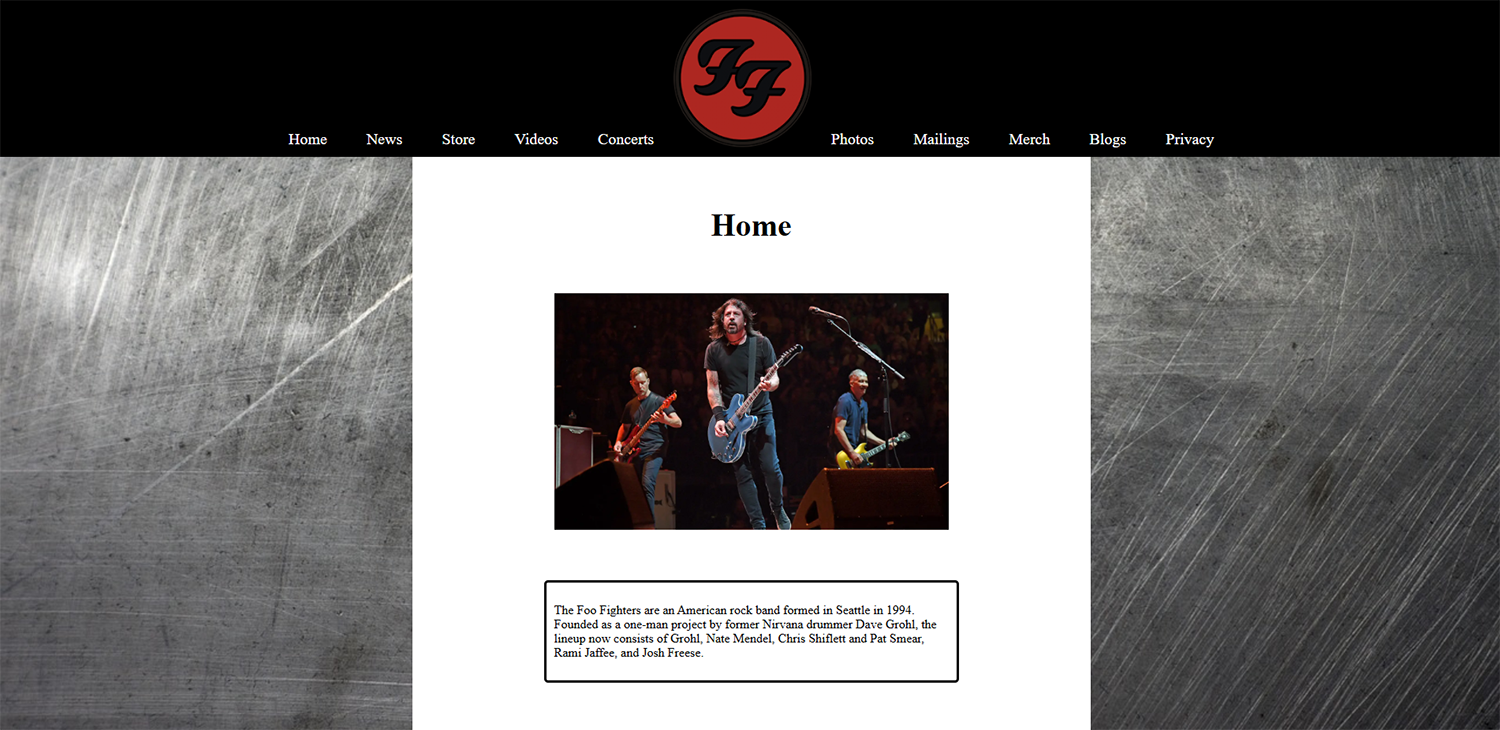 FF
Home News Store Videos Concerts Photos Mailings Merch Blogs Privacy
Home
The Foo Fighters are an American rock band formed in Seattle in 1994.
Founded as a one-man project by former Nirvana drummer Dave Grohl, the
lineup now consists of Grohl, Nate Mendel, Chris Shiflett and Pat Smear,
Rami Jaffee, and Josh Freese.